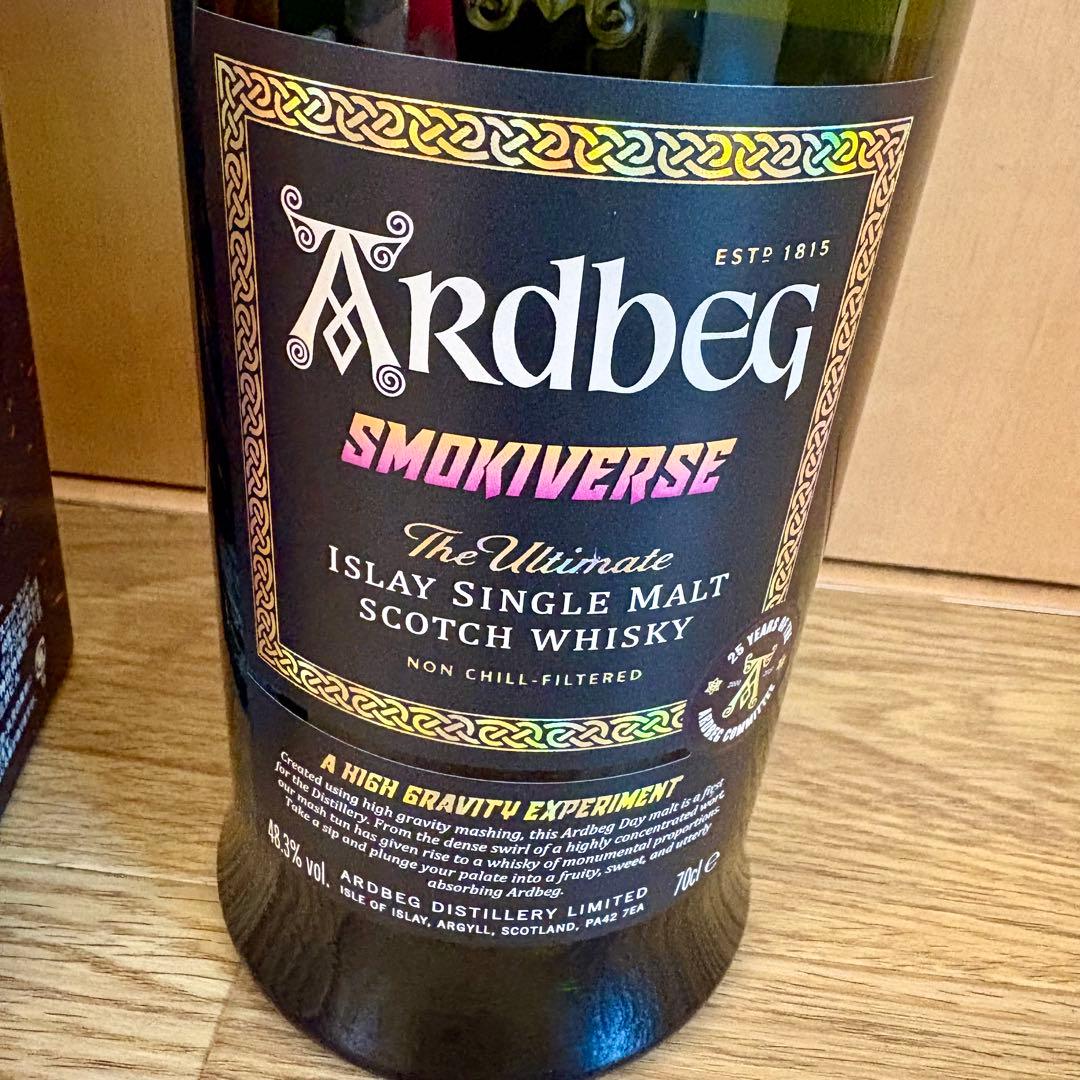 ARDBEG
ESTD 1815
SMOKIVERSE
The Ultimate
ISLAY SINGLE MALT
SCOTCH WHISKY
NON CHILL-FILTERED
25 YEARS
ARDBEG COMMITTEE
A HIGH GRAVITY EXPERIMENT
Created using high gravity mashing, this Ardbeg Day malt is a first
for the Distillery. From the dense swirl of a highly concentrated wort,
our mash tun has given rise to a whisky of monumental proportions.
Take a sip and plunge your palate into a fruity, sweet, and utterly
absorbing Ardbeg.
48.3% vol.
ARDBEG DISTILLERY LIMITED
ISLE OF ISLAY, ARGYLL, SCOTLAND, PA42 7EA
70cl e